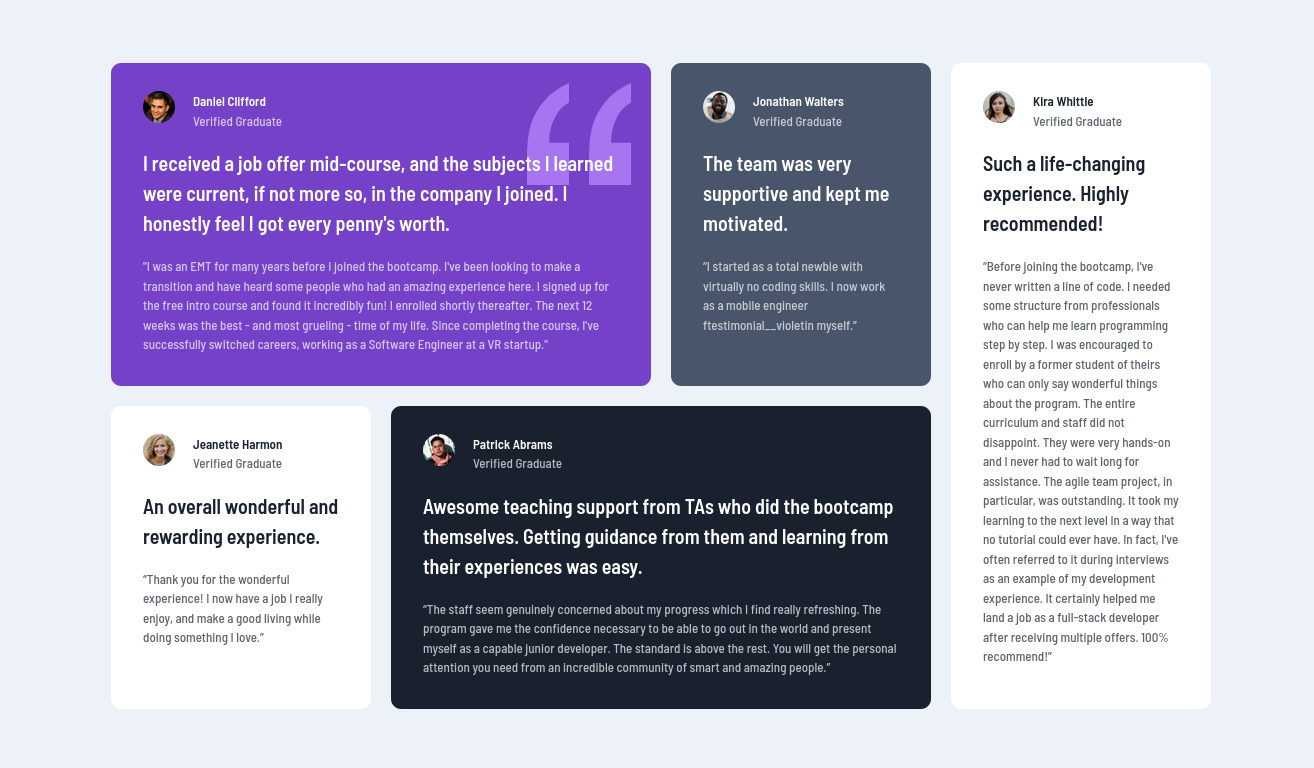 Daniel Clifford
Verified Graduate
I received a job offer mid-course, and the subjects I learned
were current, if not more so, in the company I joined. I
honestly feel I got every penny's worth.
"I was an EMT for many years before I joined the bootcamp. I've been looking to make a
transition and have heard some people who had an amazing experience here. I signed up for
the free intro course and found it incredibly fun! I enrolled shortly thereafter. The next 12
weeks was the best - and most grueling - time of my life. Since completing the course, I've
successfully switched careers, working as a Software Engineer at a VR startup."
Jonathan Walters
Verified Graduate
The team was very
supportive and kept me
motivated.
“I started as a total newbie with
virtually no coding skills. I now work
as a mobile engineer
ftestimonial__violetin myself.”
Kira Whittle
Verified Graduate
Such a life-changing
experience. Highly
recommended!
“Before joining the bootcamp, I've
never written a line of code. I needed
some structure from professionals
who can help me learn programming
step by step. I was encouraged to
enroll by a former student of theirs
who can only say wonderful things
about the program. The entire
curriculum and staff did not
disappoint. They were very hands-on
and I never had to wait long for
assistance. The agile team project, in
particular, was outstanding. It took my
learning to the next level in a way that
no tutorial could ever have. In fact, I've
often referred to it during interviews
as an example of my development
experience. It certainly helped me
land a job as a full-stack developer
after receiving multiple offers. 100%
recommend!”
Jeanette Harmon
Verified Graduate
An overall wonderful and
rewarding experience.
“Thank you for the wonderful
experience! I now have a job I really
enjoy, and make a good living while
doing something I love.”
Patrick Abrams
Verified Graduate
Awesome teaching support from TAs who did the bootcamp
themselves. Getting guidance from them and learning from
their experiences was easy.
“The staff seem genuinely concerned about my progress which I find really refreshing. The
program gave me the confidence necessary to be able to go out in the world and present
myself as a capable junior developer. The standard is above the rest. You will get the personal
attention you need from an incredible community of smart and amazing people.”